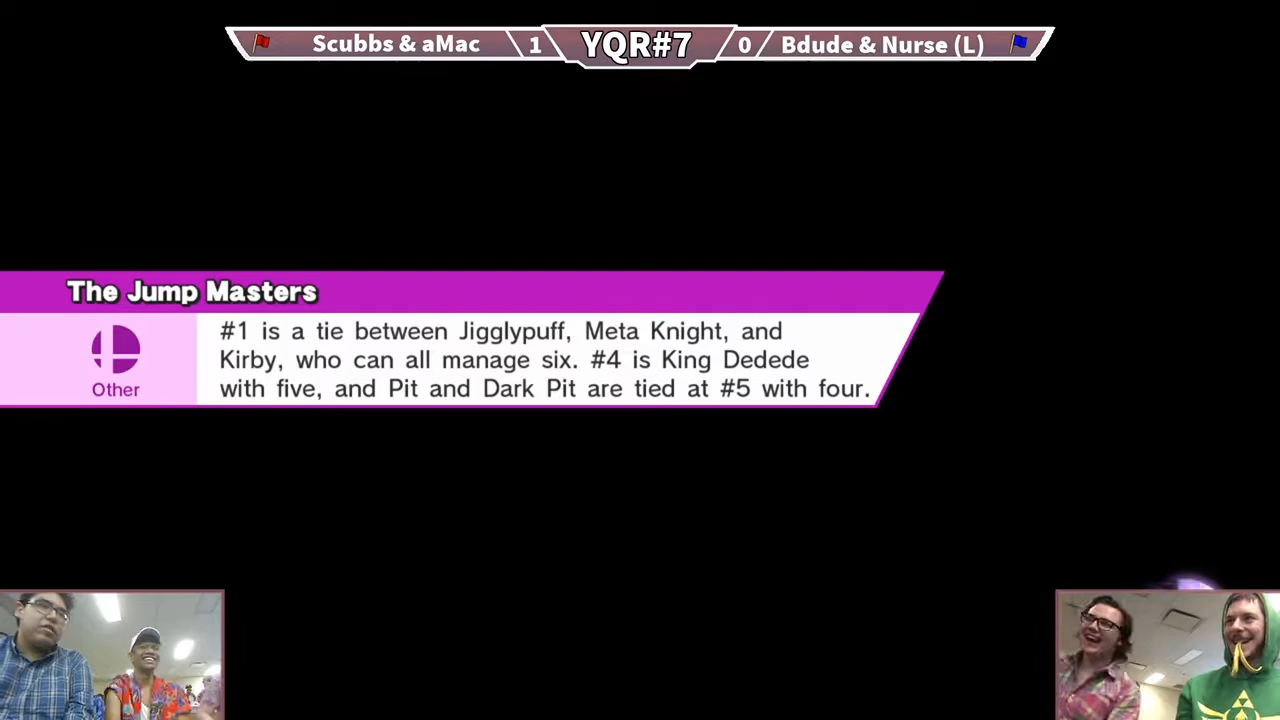 Scubbs & aMac 1 YQR#7 0 Bdude & Nurse (L)
The Jump Masters
#1 is a tie between Jigglypuff, Meta Knight, and
Kirby, who can all manage six. #4 is King Dedede
with five, and Pit and Dark Pit are tied at #5 with four.
Other